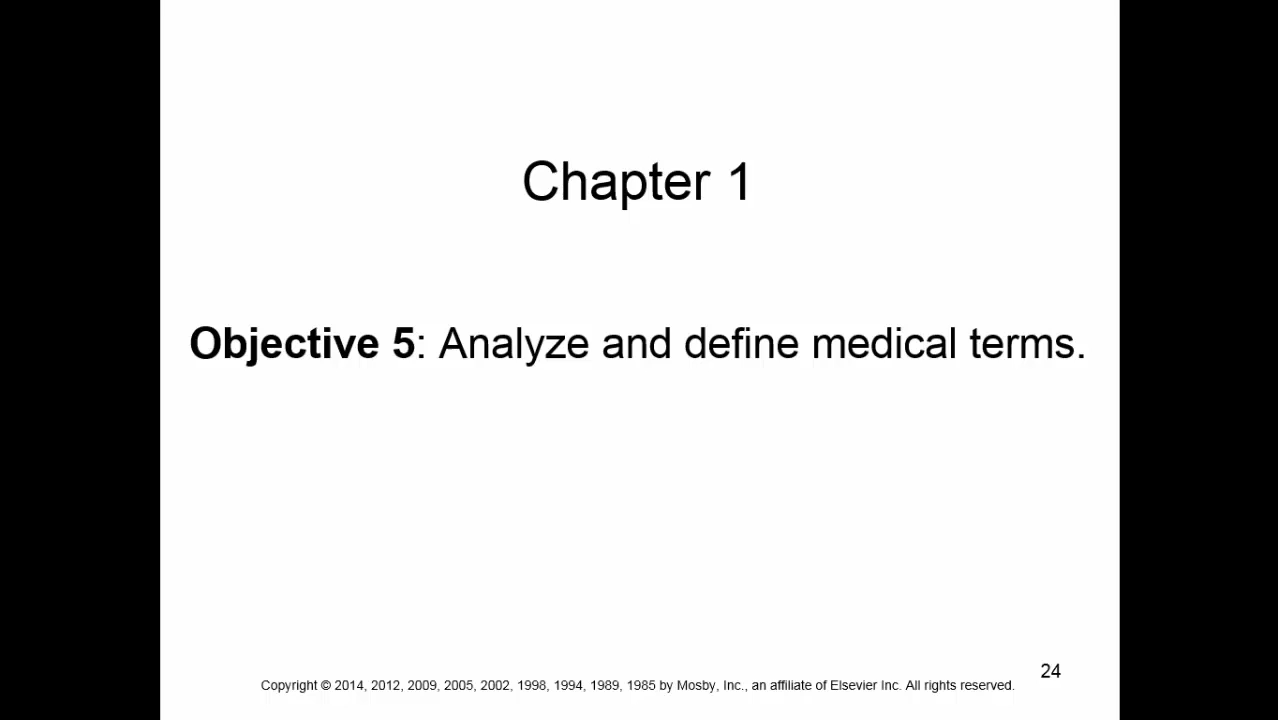 Chapter 1
Objective 5: Analyze and define medical terms.
24
Copyright © 2014, 2012, 2009, 2005, 2002, 1998, 1994, 1989, 1985 by Mosby, Inc., an affiliate of Elsevier Inc. All rights reserved.